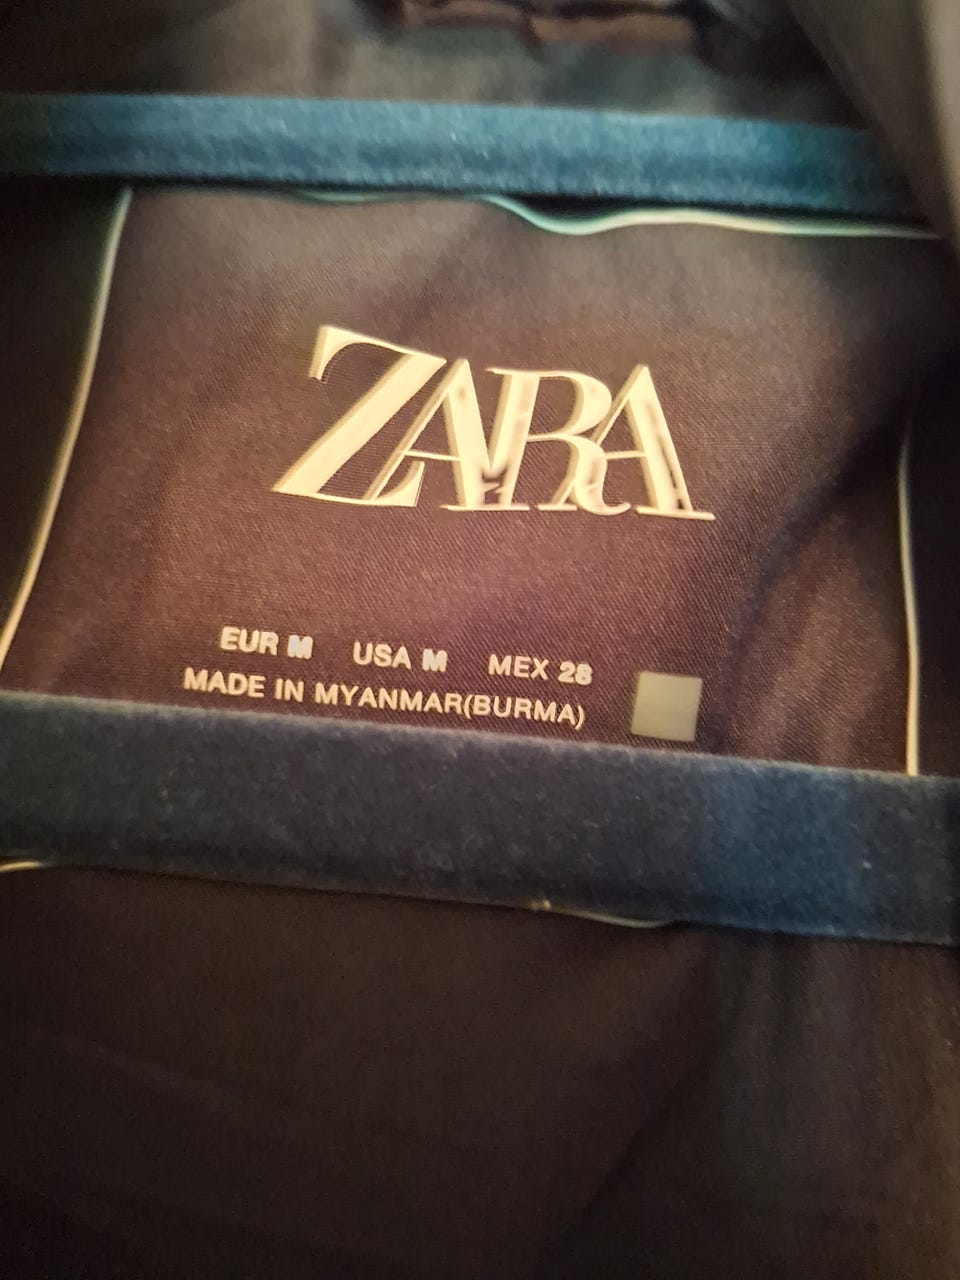 ZARA
EUR M USA M MEX 28
MADE IN MYANMAR(BURMA)